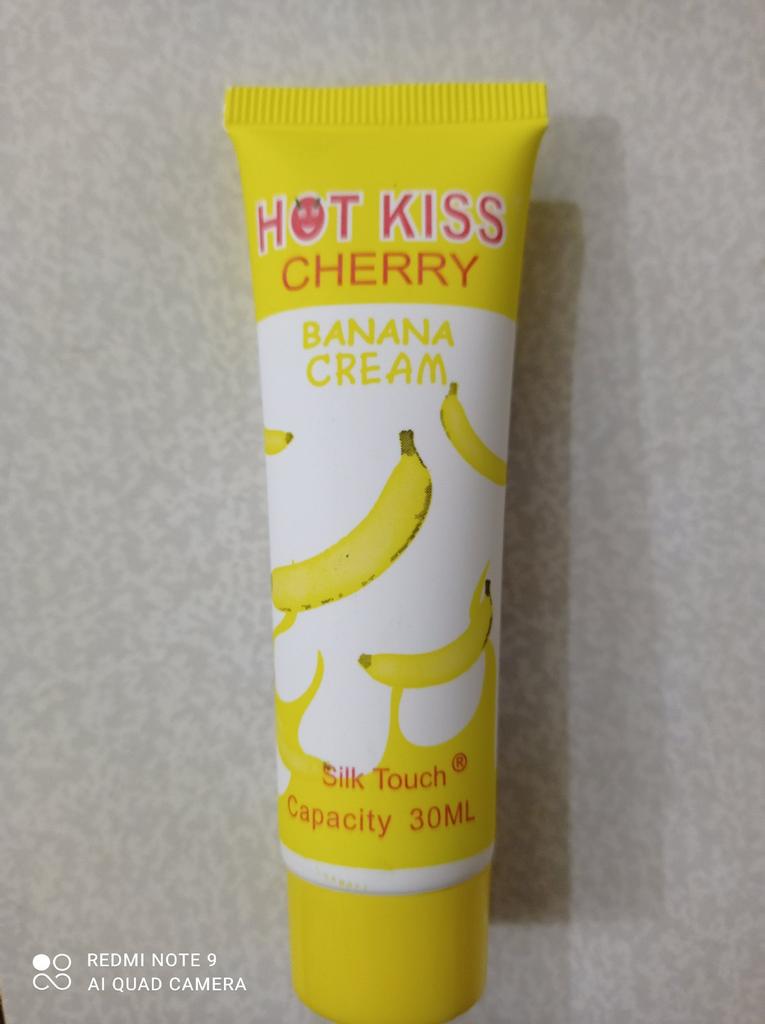 HOT KISS
CHERRY
BANANA
CREAM
Silk Touch®
Capacity 30ML
REDMI NOTE 9
AI QUAD CAMERA